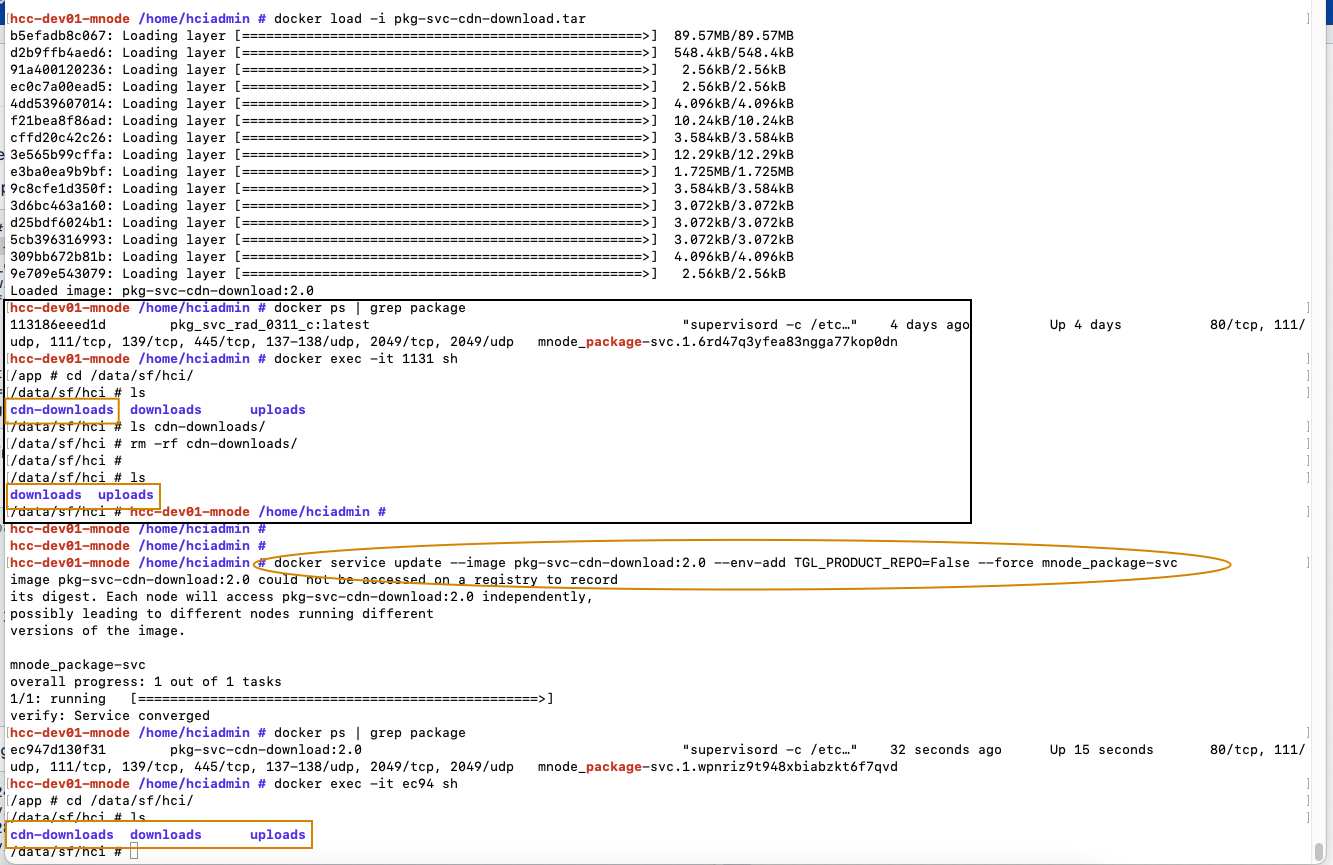 hcc-dev01-mnode /home/hciadmin # docker load -i pkg-svc-cdn-download.tar
b5efadb8c067: Loading layer [==================================================>]  89.57MB/89.57MB
d2b9ffb4aed6: Loading layer [==================================================>]  548.4kB/548.4kB
91a400120236: Loading layer [==================================================>]   2.56kB/2.56kB
ec0c7a00ead5: Loading layer [==================================================>]   2.56kB/2.56kB
4dd539607014: Loading layer [==================================================>]  4.096kB/4.096kB
f21bea8f86ad: Loading layer [==================================================>]  10.24kB/10.24kB
cffd20c42c26: Loading layer [==================================================>]  3.584kB/3.584kB
3e565b99cffa: Loading layer [==================================================>]  12.29kB/12.29kB
e3ba0ea9b9bf: Loading layer [==================================================>]  1.725MB/1.725MB
9c8cfe1d350f: Loading layer [==================================================>]  3.584kB/3.584kB
3d6bc463a160: Loading layer [==================================================>]  3.072kB/3.072kB
d25bdf6024b1: Loading layer [==================================================>]  3.072kB/3.072kB
5cb396316993: Loading layer [==================================================>]  3.072kB/3.072kB
309bb672b81b: Loading layer [==================================================>]  4.096kB/4.096kB
9e709e543079: Loading layer [==================================================>]   2.56kB/2.56kB
Loaded image: pkg-svc-cdn-download:2.0
hcc-dev01-mnode /home/hciadmin # docker ps | grep package
113186eeed1d        pkg_svc_rad_0311_c:latest                                       "supervisord -c /etc…"    4 days ago          Up 4 days           80/tcp, 111/
udp, 111/tcp, 139/tcp, 445/tcp, 137-138/udp, 2049/tcp, 2049/udp   mnode_package-svc.1.6rd47q3yfea83ngga77kop0dn
hcc-dev01-mnode /home/hciadmin # docker exec -it 1131 sh
/app # cd /data/sf/hci/
/data/sf/hci # ls
cdn-downloads  downloads      uploads
/data/sf/hci # ls cdn-downloads/
/data/sf/hci # rm -rf cdn-downloads/
/data/sf/hci #
/data/sf/hci # ls
downloads  uploads
/data/sf/hci # hcc-dev01-mnode /home/hciadmin #
hcc-dev01-mnode /home/hciadmin #
hcc-dev01-mnode /home/hciadmin #
hcc-dev01-mnode /home/hciadmin # docker service update --image pkg-svc-cdn-download:2.0 --env-add TGL_PRODUCT_REPO=False --force mnode_package-svc
image pkg-svc-cdn-download:2.0 could not be accessed on a registry to record
its digest. Each node will access pkg-svc-cdn-download:2.0 independently,
possibly leading to different nodes running different
versions of the image.
mnode_package-svc
overall progress: 1 out of 1 tasks
1/1: running   [==================================================>]
verify: Service converged
hcc-dev01-mnode /home/hciadmin # docker ps | grep package
ec947d130f31        pkg-svc-cdn-download:2.0                                        "supervisord -c /etc…"    32 seconds ago      Up 15 seconds       80/tcp, 111/
udp, 111/tcp, 139/tcp, 445/tcp, 137-138/udp, 2049/tcp, 2049/udp   mnode_package-svc.1.wpnriz9t948xbiabzkt6f7qvd
hcc-dev01-mnode /home/hciadmin # docker exec -it ec94 sh
/app # cd /data/sf/hci/
/data/sf/hci # ls
cdn-downloads  downloads      uploads
/data/sf/hci #